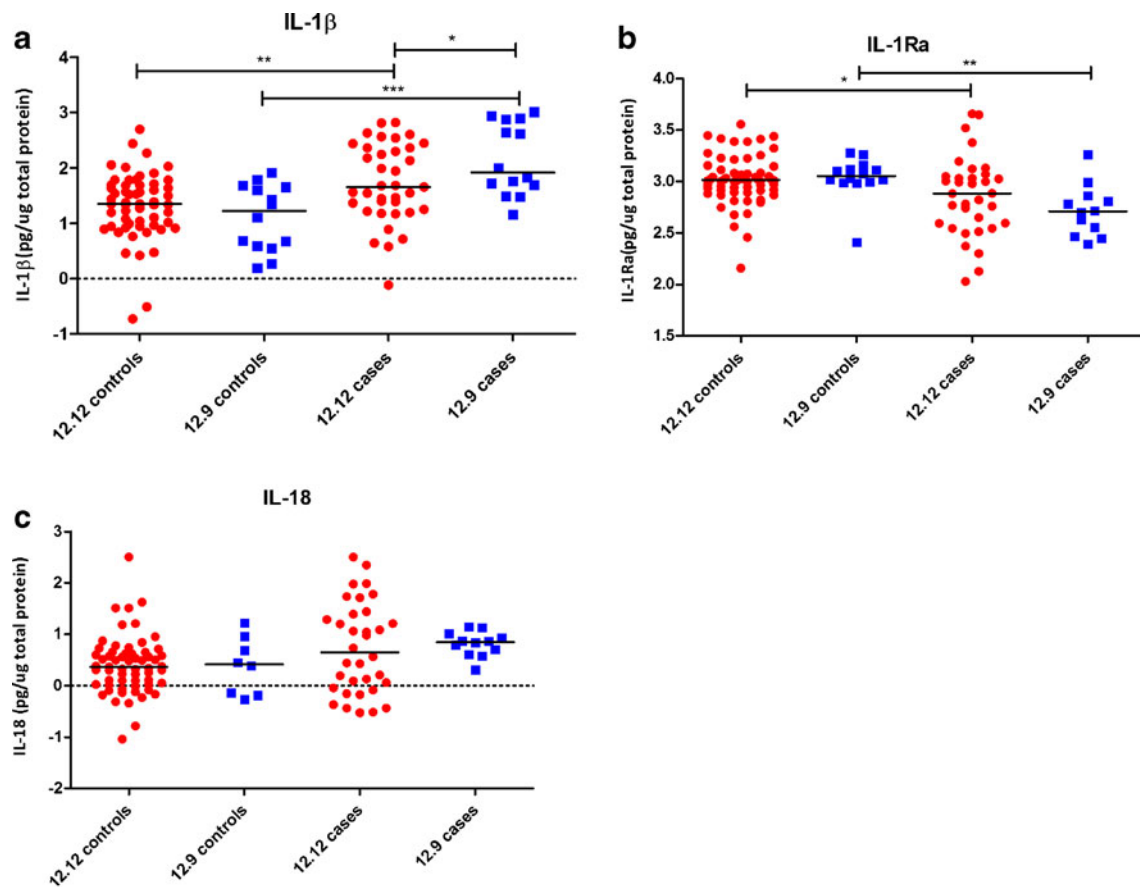 a
IL-1β
IL-1β(pg/ug total protein)
4
3
2
1
0
-1
**
*
***
12.12 controls
12.9 controls
12.12 cases
12.9 cases
b
IL-1Ra
IL-1Ra(pg/ug total protein)
4.0
3.5
3.0
2.5
2.0
1.5
*
**
12.12 controls
12.9 controls
12.12 cases
12.9 cases
c
IL-18
IL-18 (pg/ug total protein)
3
2
1
0
-1
-2
12.12 controls
12.9 controls
12.12 cases
12.9 cases